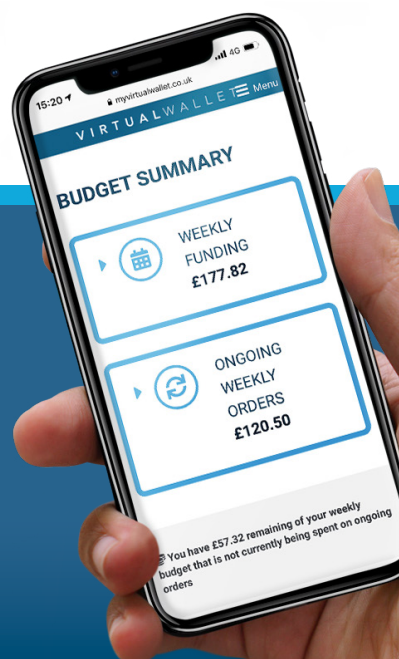 15:20
4G
myvirtualwallet.co.uk
VIRTUALWALLET
Menu
BUDGET SUMMARY
WEEKLY
FUNDING
£177.82
ONGOING
WEEKLY
ORDERS
£120.50
You have £57.32 remaining of your weekly
budget that is not currently being spent on ongoing
orders